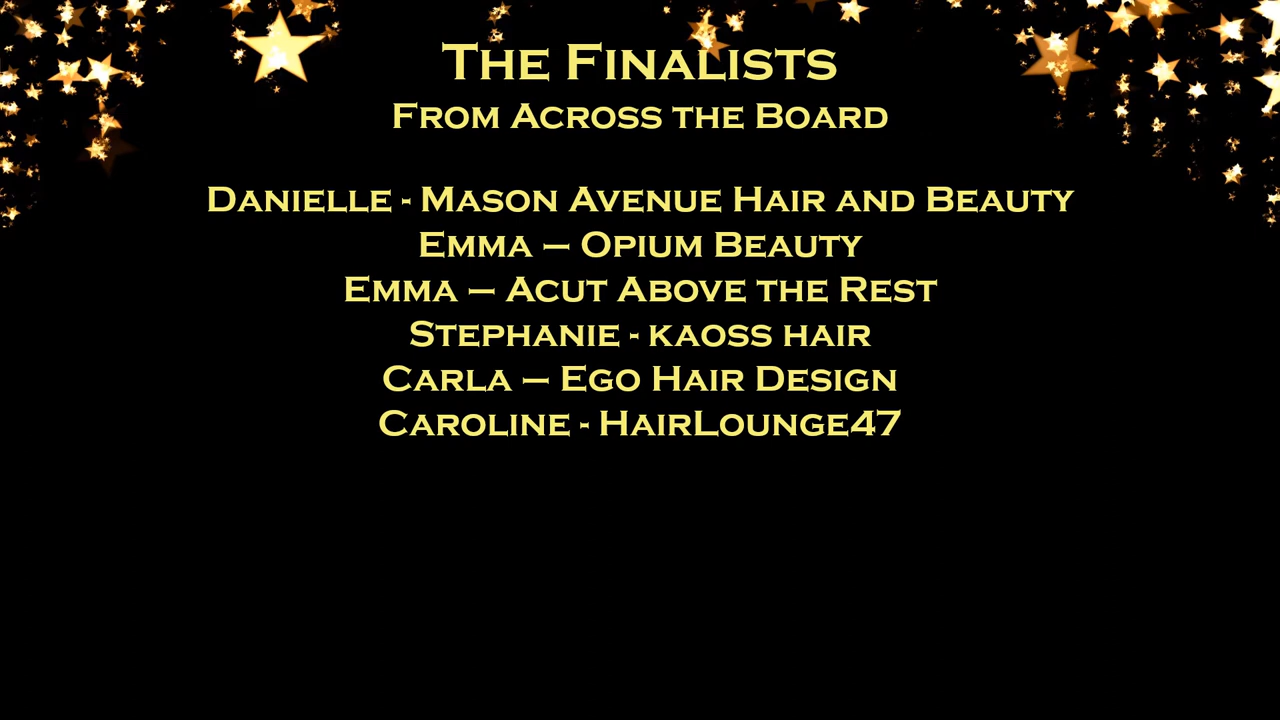 The Finalists
From Across the Board
Danielle - Mason Avenue Hair and Beauty
Emma – Opium Beauty
Emma – Acut Above the Rest
Stephanie - kaoss hair
Carla – Ego Hair Design
Caroline - HairLounge47